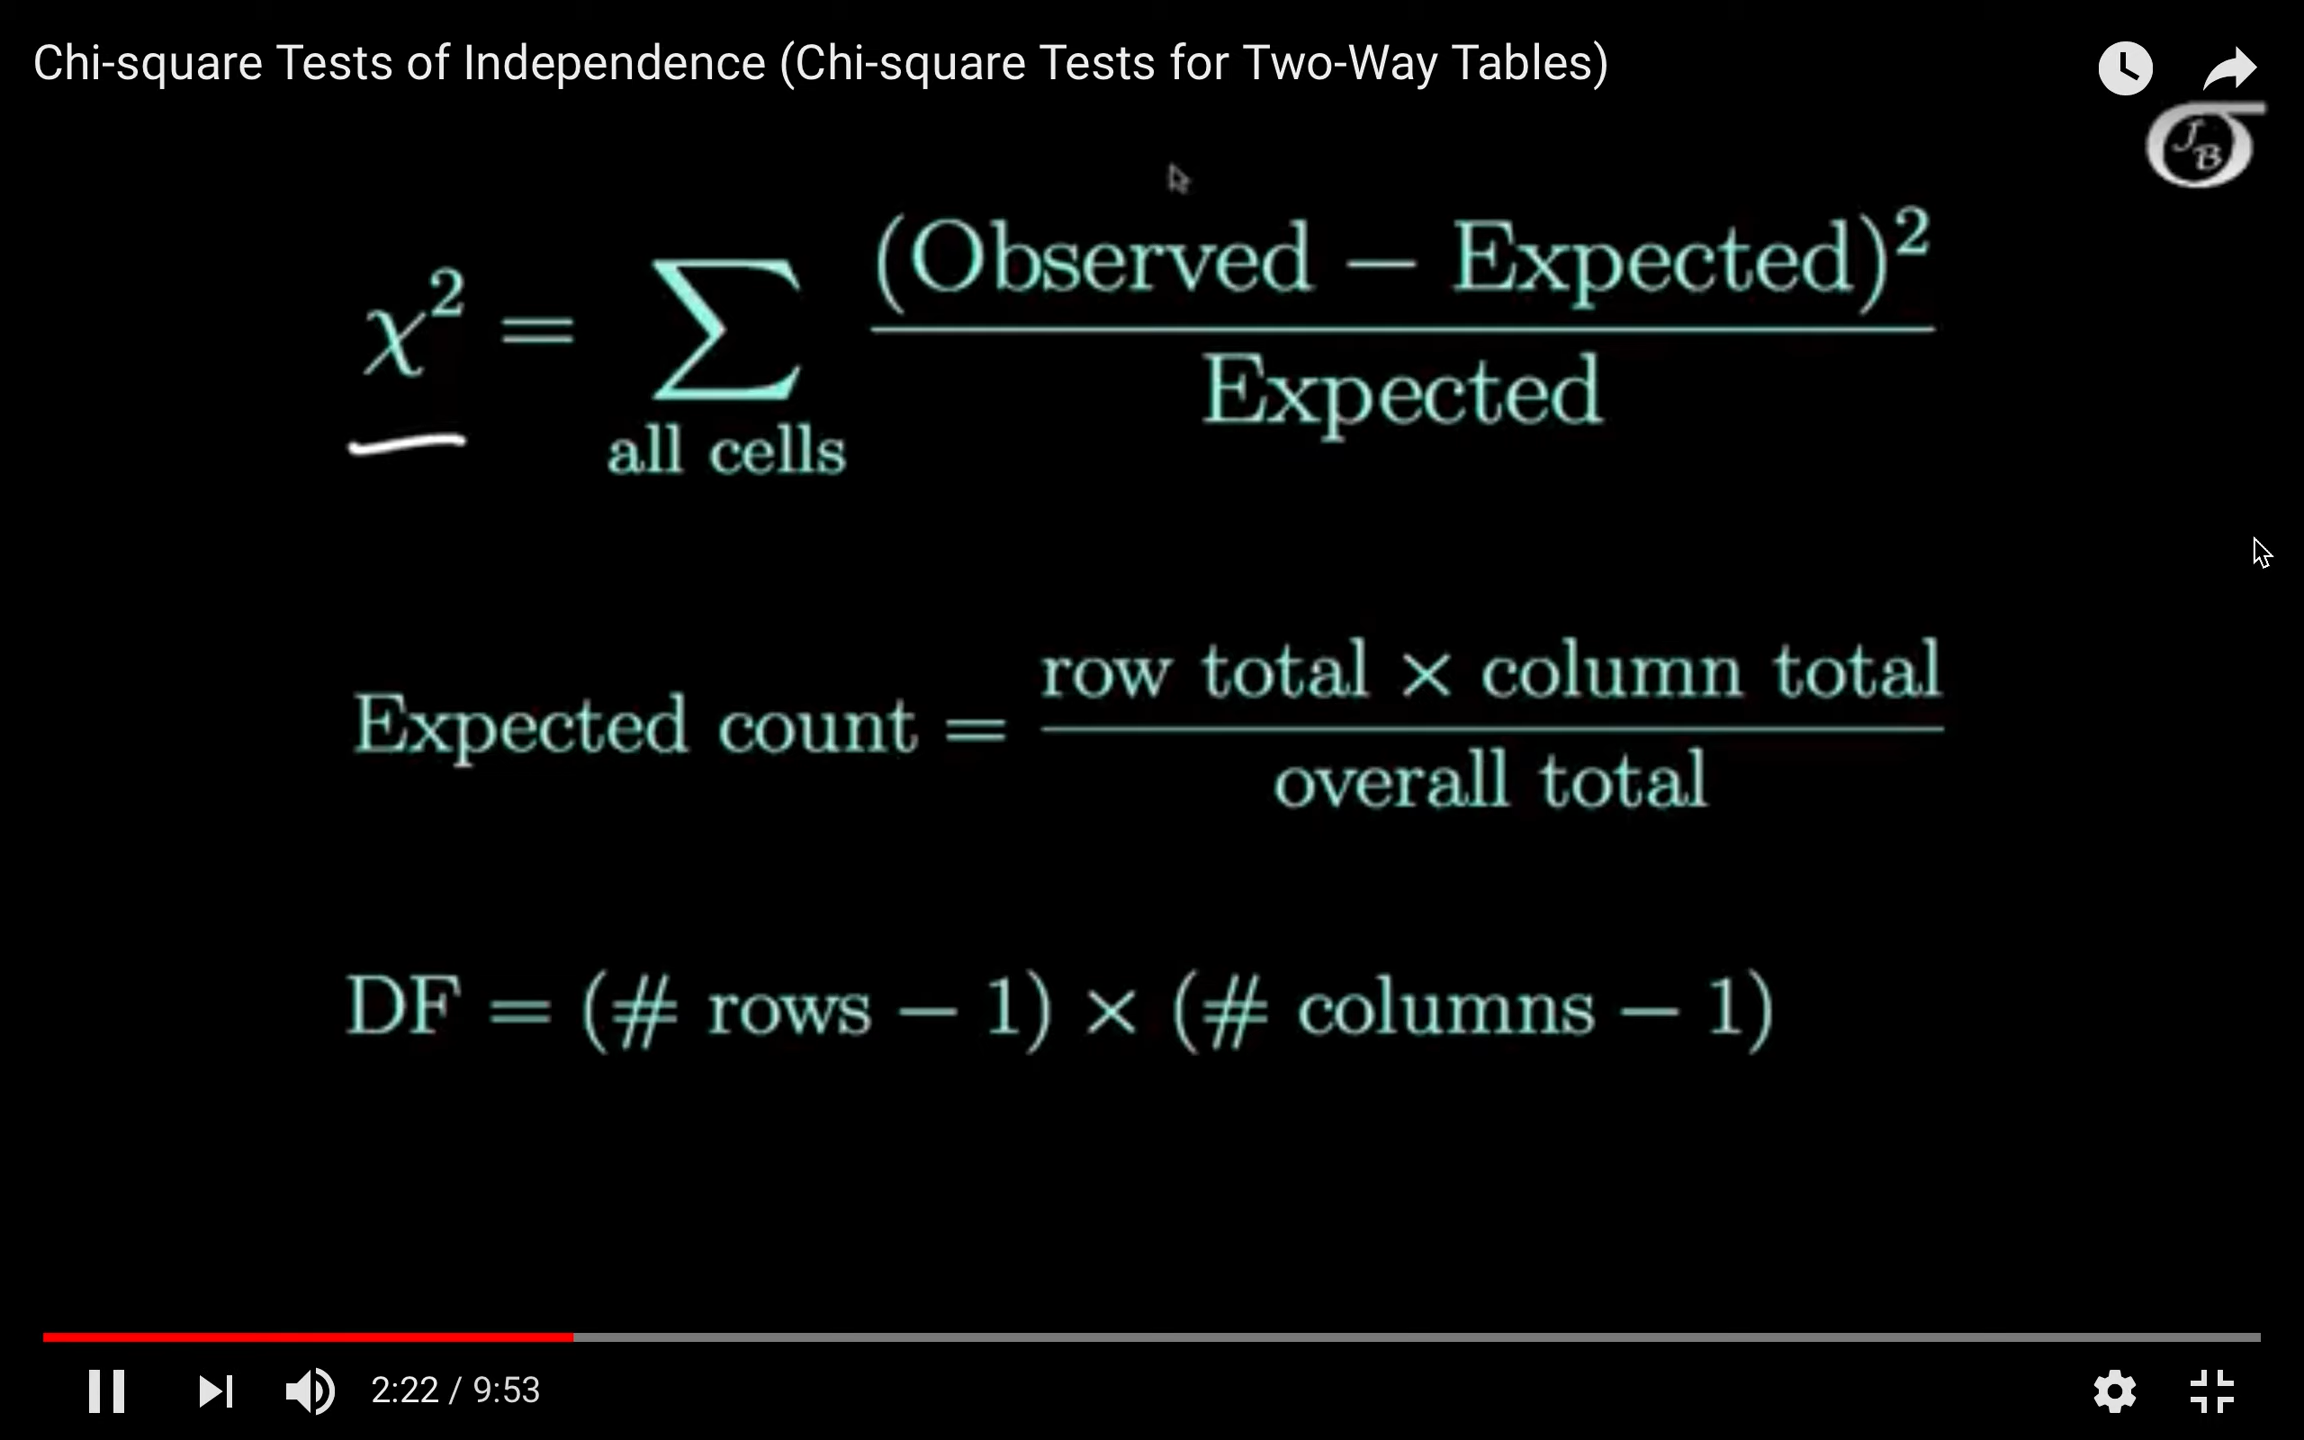 Chi-square Tests of Independence (Chi-square Tests for Two-Way Tables)
JB
χ² = ∑ all cells (Observed − Expected)² / Expected
Expected count = row total × column total / overall total
DF = (# rows − 1) × (# columns − 1)
2:22 / 9:53